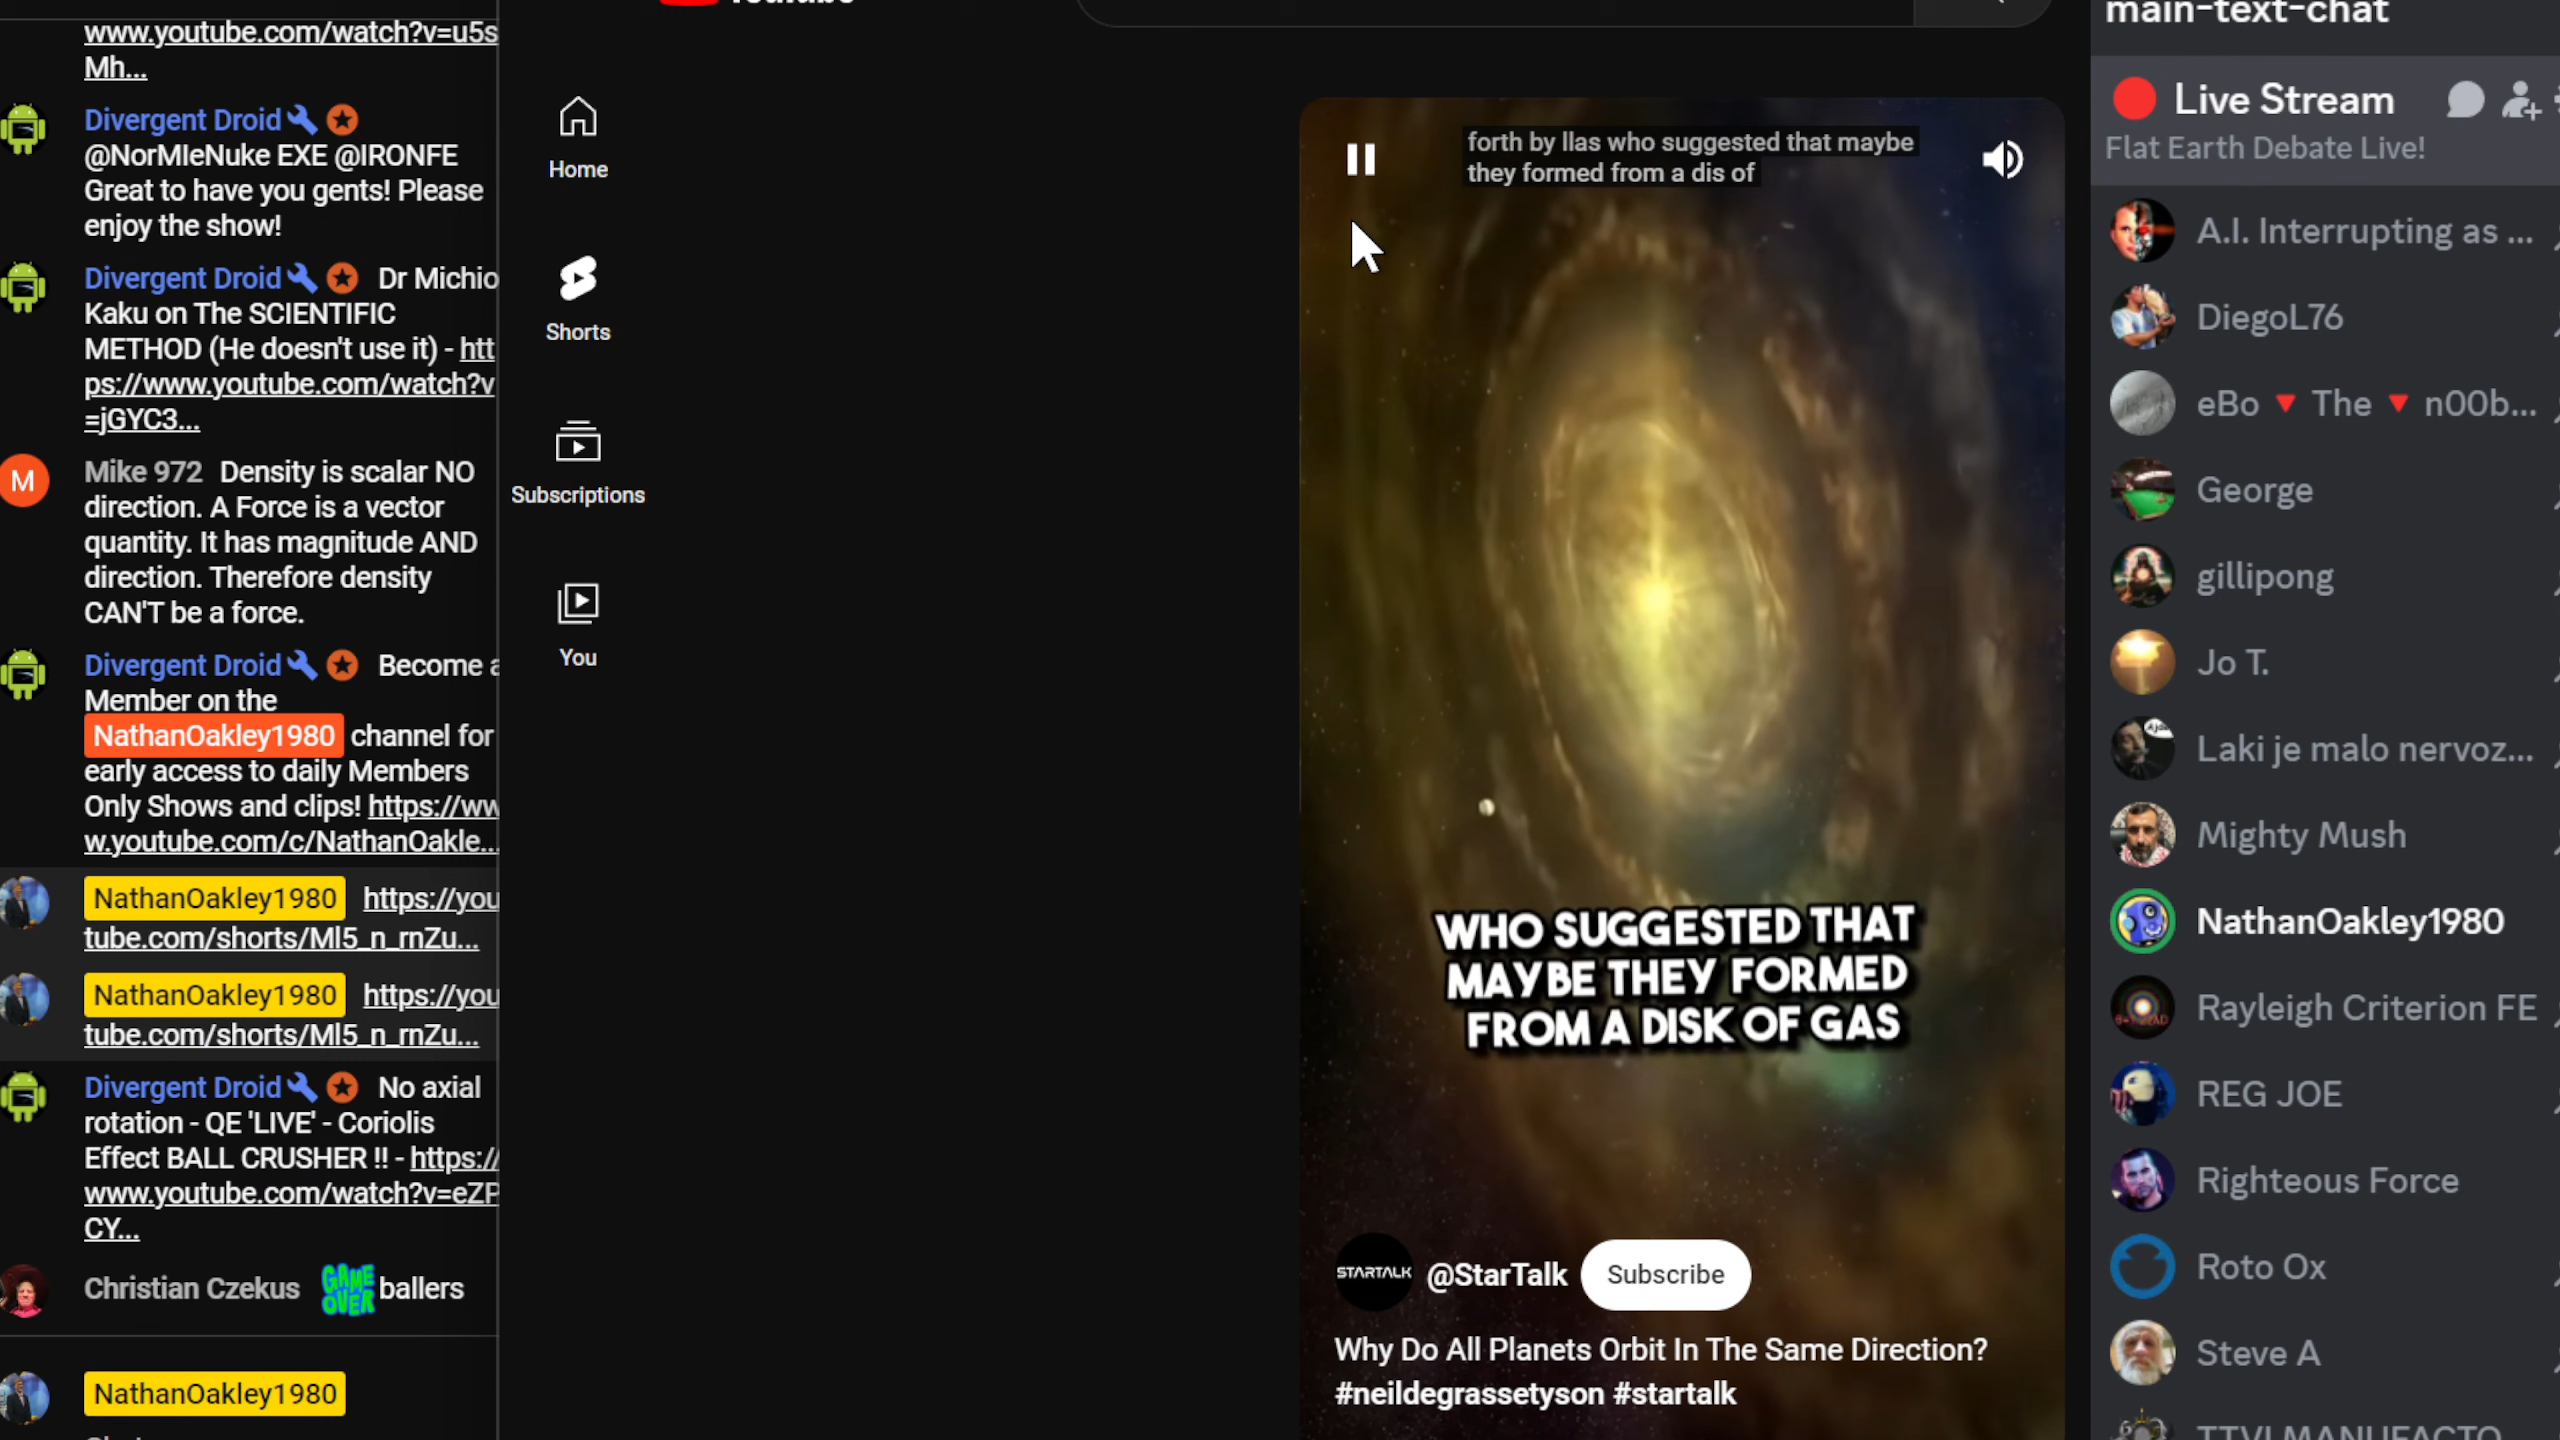 www.youtube.com/watch?v=u5s
Mh...
Divergent Droid
@NorMIeNuke EXE @IRONFE
Great to have you gents! Please
enjoy the show!
Divergent Droid Dr Michio
Kaku on The SCIENTIFIC
METHOD (He doesn't use it) - htt
ps://www.youtube.com/watch?v
=jGYC3...
M
Mike 972 Density is scalar NO
direction. A Force is a vector
quantity. It has magnitude AND
direction. Therefore density
CAN'T be a force.
Divergent Droid Become a
Member on the
NathanOakley1980 channel for
early access to daily Members
Only Shows and clips! https://ww
w.youtube.com/c/NathanOakle...
NathanOakley1980 https://you
tube.com/shorts/Ml5_n_rnZu...
NathanOakley1980 https://you
tube.com/shorts/Ml5_n_rnZu...
Divergent Droid No axial
rotation - QE 'LIVE' - Coriolis
Effect BALL CRUSHER !! - https://
www.youtube.com/watch?v=eZP
CY...
Christian Czekus GAME OVER ballers
NathanOakley1980
Home
Shorts
Subscriptions
You
forth by llas who suggested that maybe
they formed from a dis of
WHO SUGGESTED THAT
MAYBE THEY FORMED
FROM A DISK OF GAS
STARTALK @StarTalk Subscribe
Why Do All Planets Orbit In The Same Direction?
#neildegrassetyson #startalk
main-text-chat
Live Stream
Flat Earth Debate Live!
A.I. Interrupting as ...
DiegoL76
eBo 🔻 The 🔻 n00b...
George
gillipong
Jo T.
Laki je malo nervoz...
Mighty Mush
NathanOakley1980
Rayleigh Criterion FE
REG JOE
Righteous Force
Roto Ox
Steve A